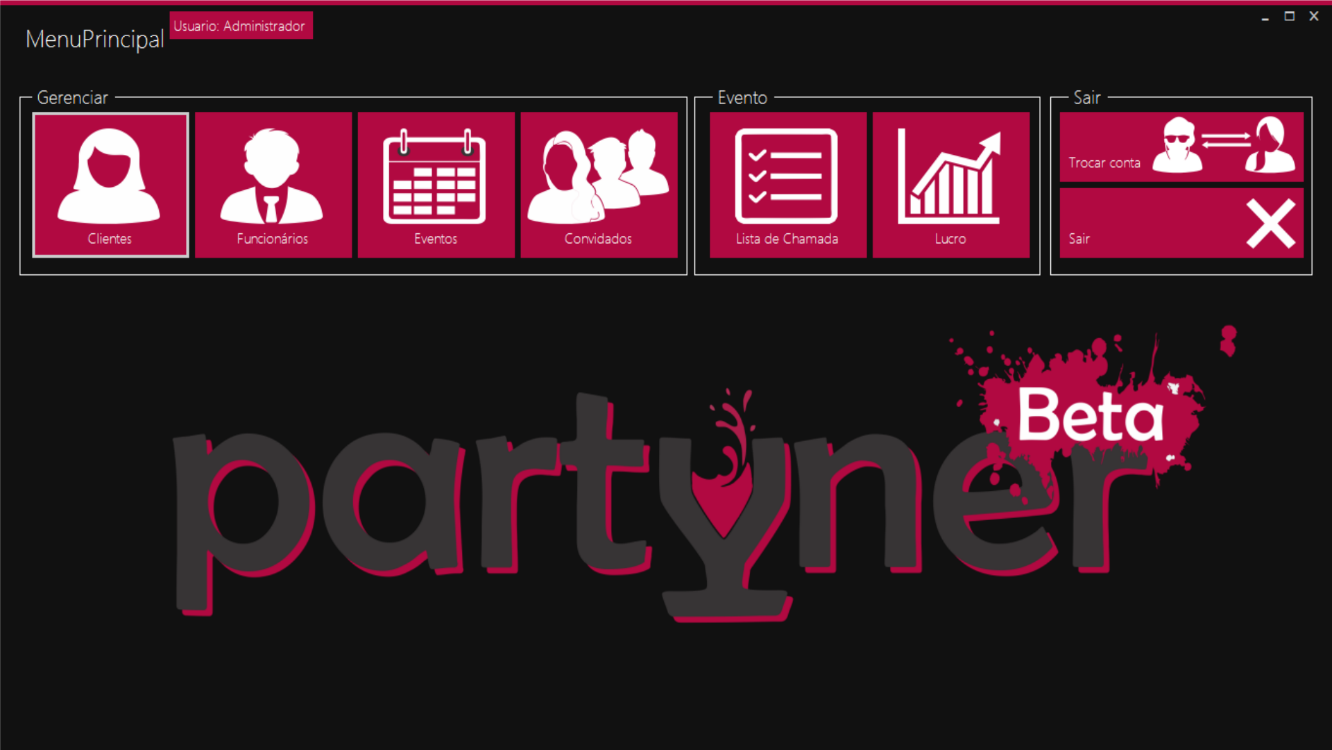 MenuPrincipal
Usuario: Administrador
Gerenciar
Clientes
Funcionários
Eventos
Convidados
Evento
Lista de Chamada
Lucro
Sair
Trocar conta
Sair
partyner
Beta